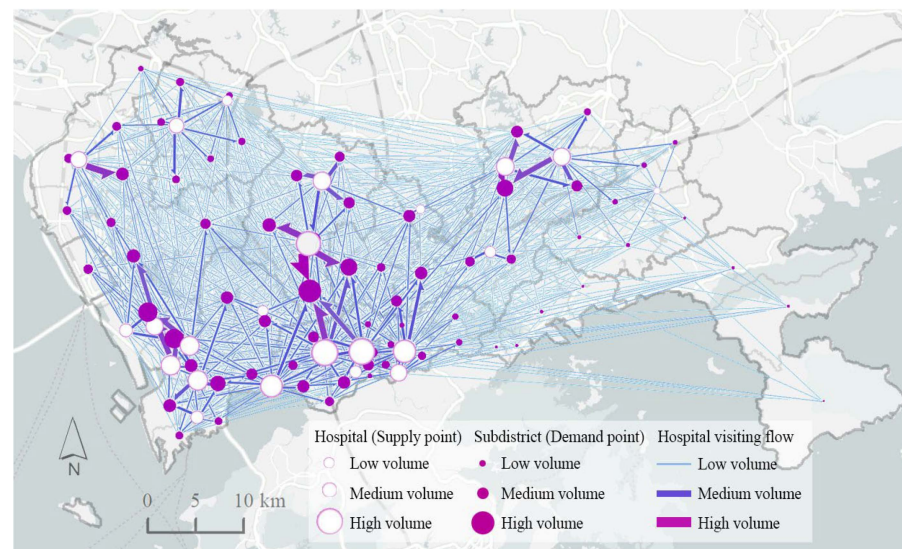 Hospital (Supply point) Subdistrict (Demand point) Hospital visiting flow
Low volume Low volume Low volume
Medium volume Medium volume Medium volume
High volume High volume High volume
N
0 5 10 km